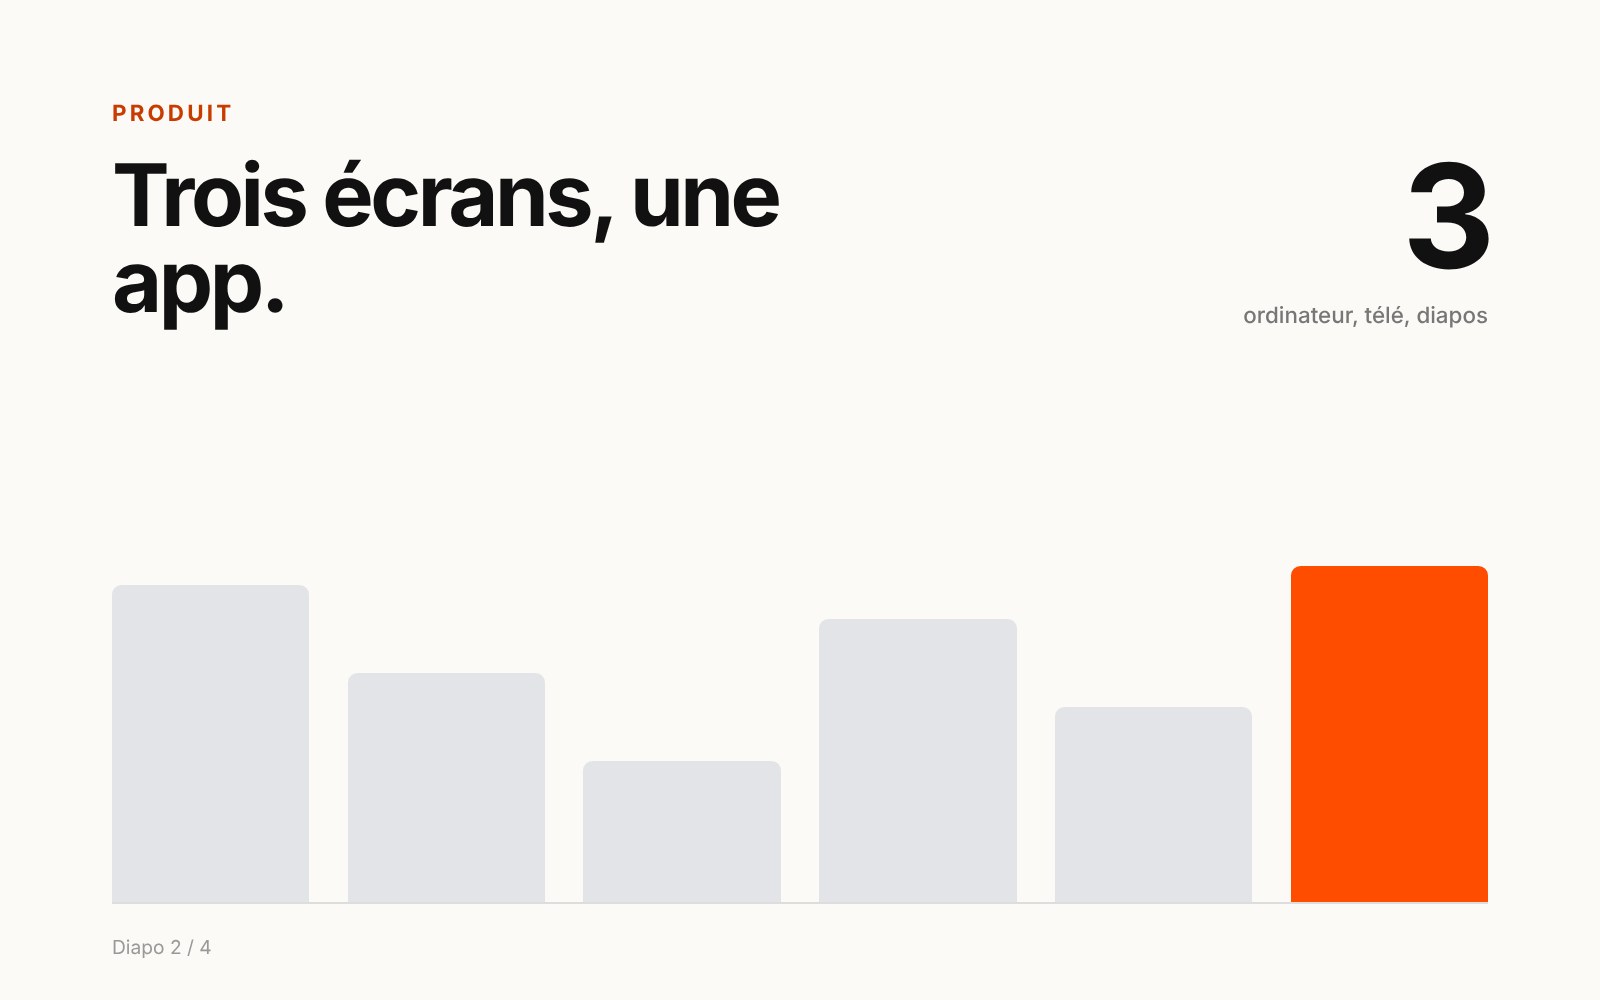 PRODUIT
Trois écrans, une
app.
3
ordinateur, télé, diapos
Diapo 2 / 4